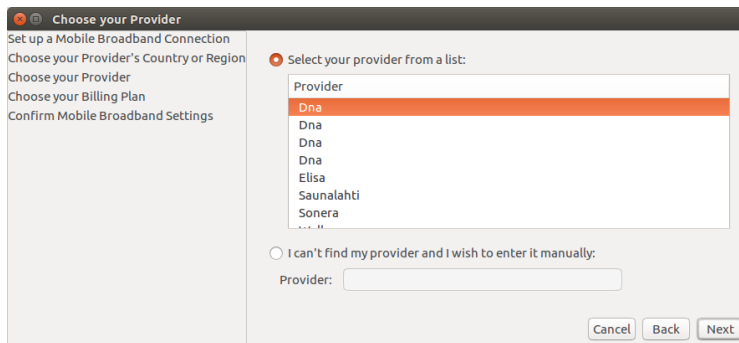 Choose your Provider
Set up a Mobile Broadband Connection
Choose your Provider's Country or Region
Choose your Provider
Choose your Billing Plan
Confirm Mobile Broadband Settings
Select your provider from a list:
Provider
Dna
Dna
Dna
Dna
Elisa
Saunalahti
Sonera
I can't find my provider and I wish to enter it manually:
Provider:
Cancel Back Next